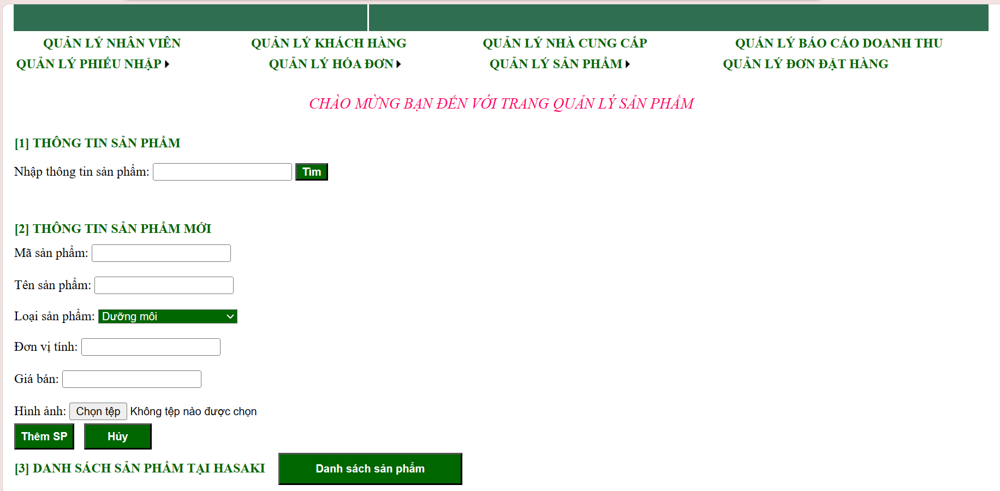 QUẢN LÝ NHÂN VIÊN QUẢN LÝ KHÁCH HÀNG QUẢN LÝ NHÀ CUNG CẤP QUÁN LÝ BÁO CÁO DOANH THU
QUẢN LÝ PHIẾU NHẬP QUẢN LÝ HÓA ĐƠN QUẢN LÝ SẢN PHẨM QUẢN LÝ ĐƠN ĐẶT HÀNG
CHÀO MỪNG BẠN ĐẾN VỚI TRANG QUẢN LÝ SẢN PHẨM
[1] THÔNG TIN SẢN PHẨM
Nhập thông tin sản phẩm: Tìm
[2] THÔNG TIN SẢN PHẨM MỚI
Mã sản phẩm:
Tên sản phẩm:
Loại sản phẩm: Dưỡng môi
Đơn vị tính:
Giá bán:
Hình ảnh: Chọn tệp Không tệp nào được chọn
Thêm SP Hủy
[3] DANH SÁCH SẢN PHẨM TẠI HASAKI Danh sách sản phẩm